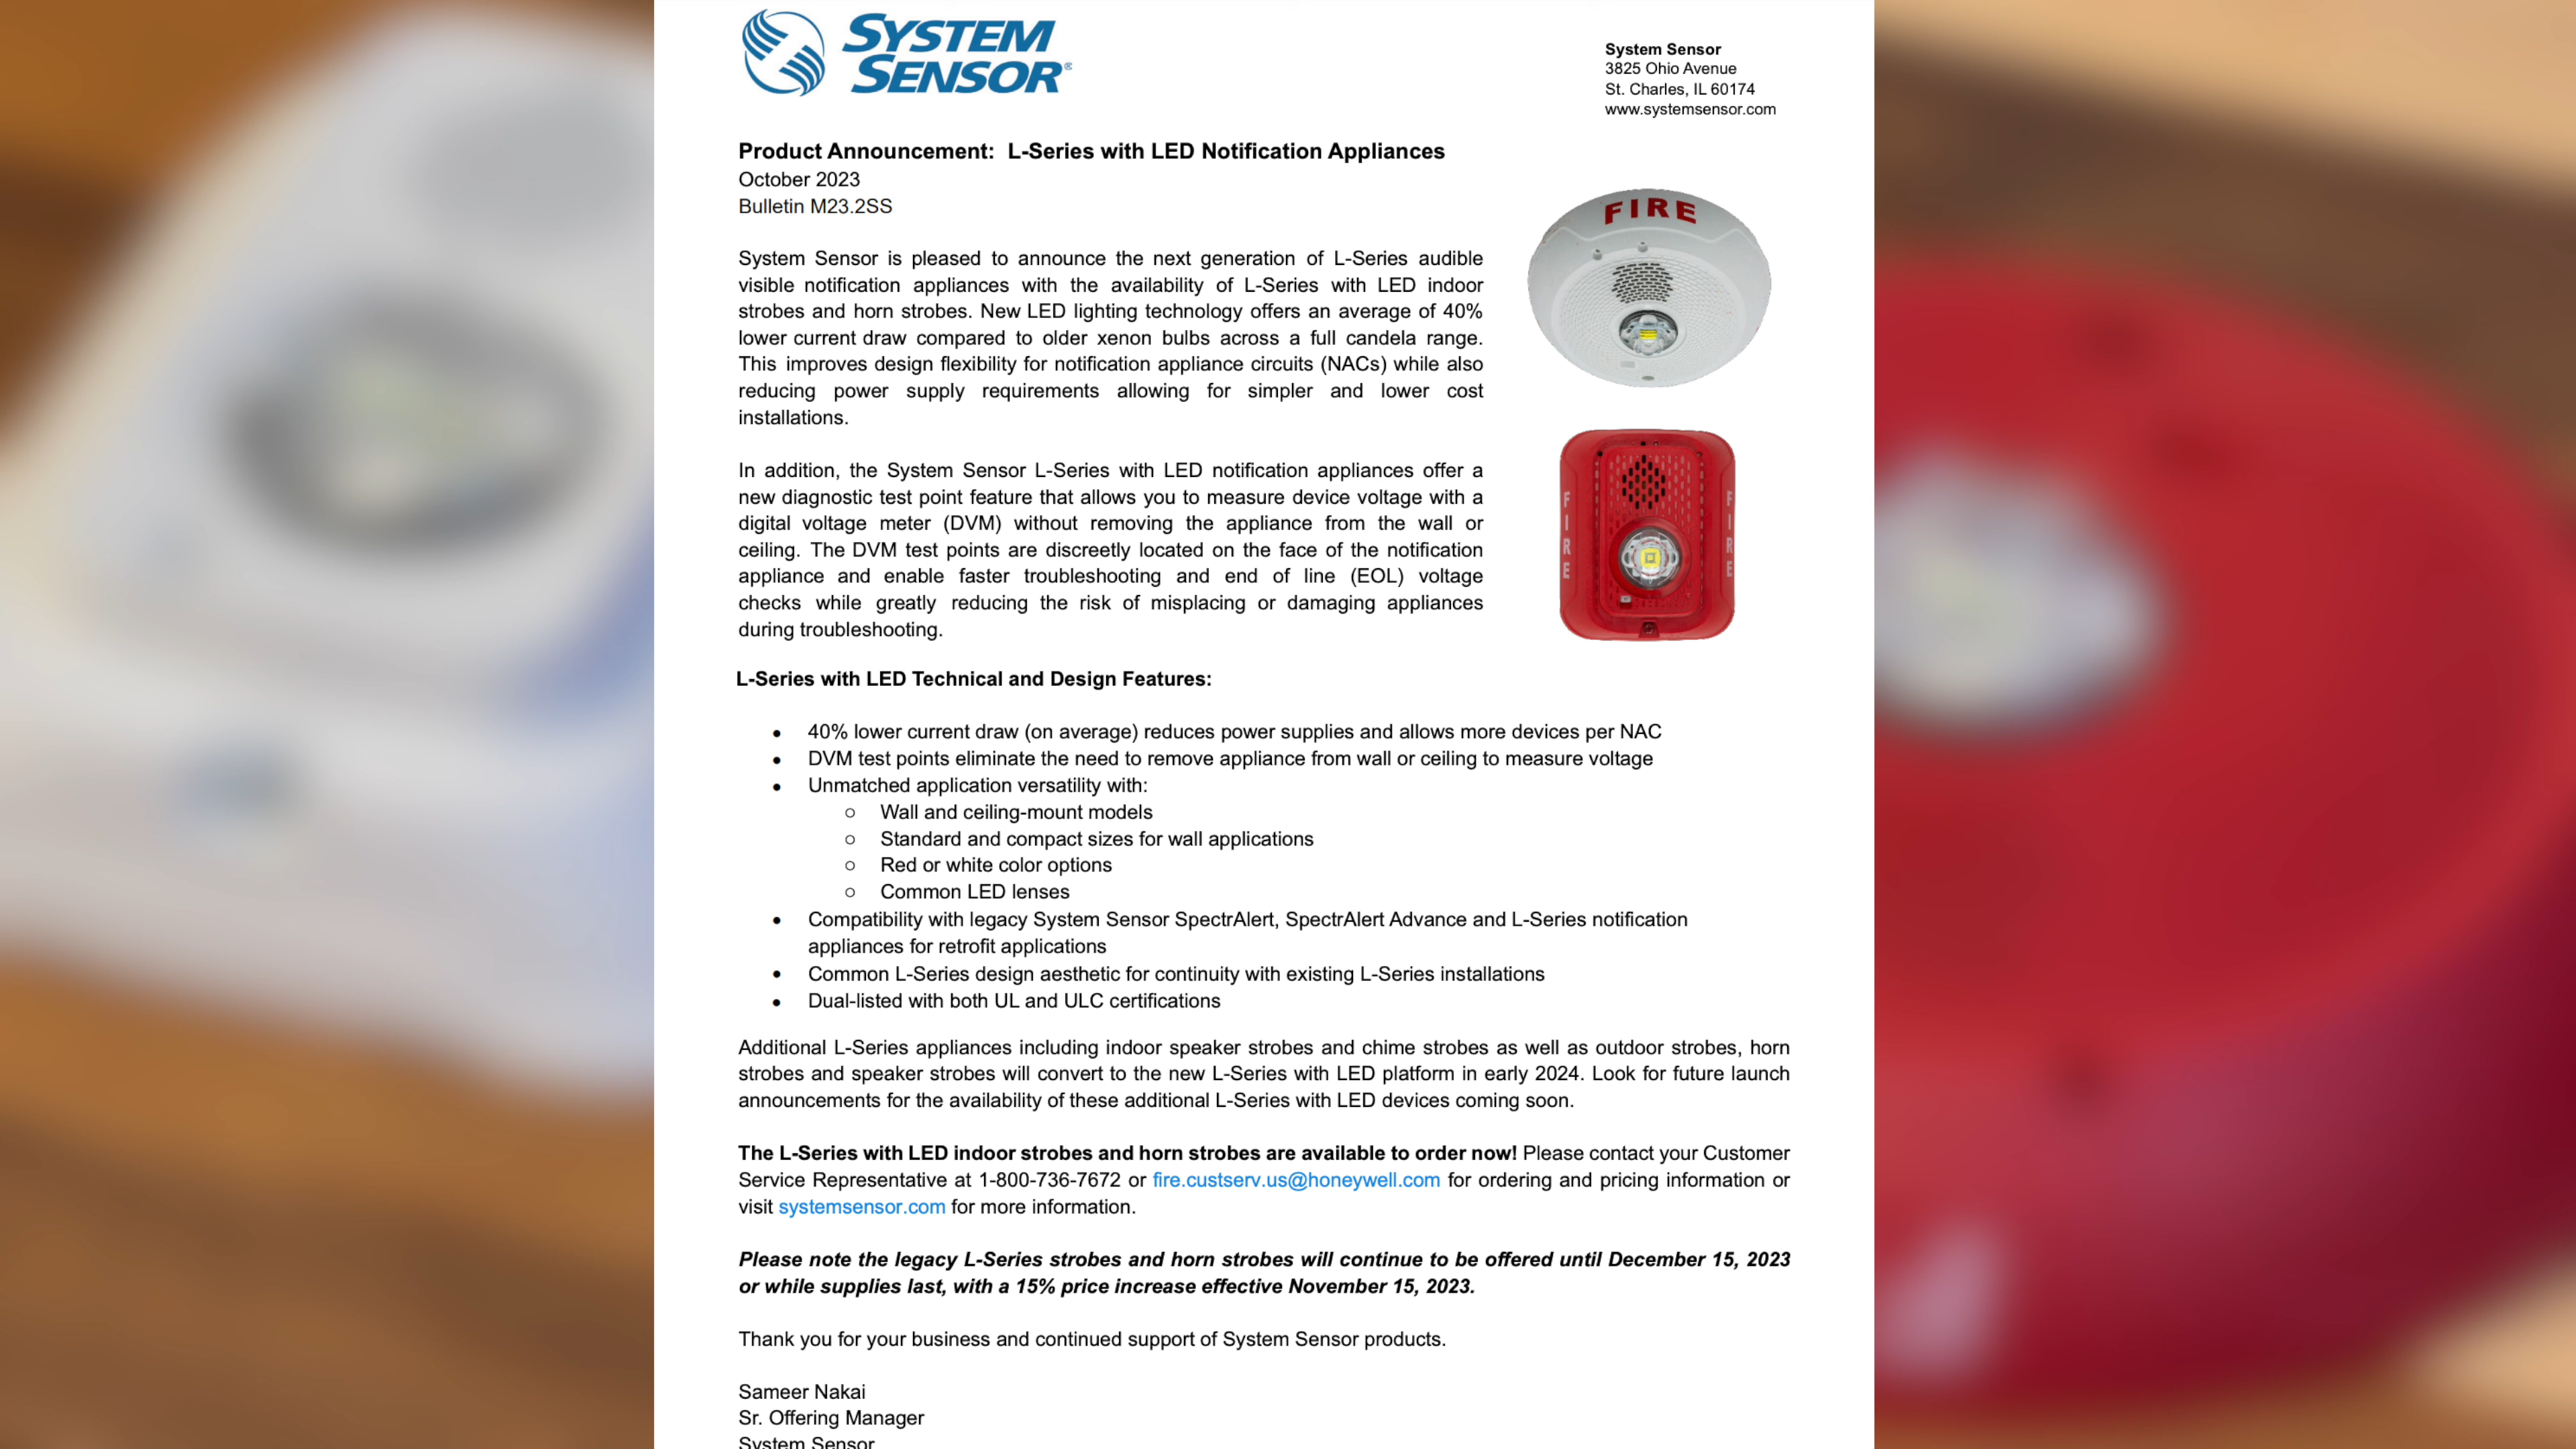 SYSTEM
SENSOR®
System Sensor
3825 Ohio Avenue
St. Charles, IL 60174
www.systemsensor.com
Product Announcement: L-Series with LED Notification Appliances
October 2023
Bulletin M23.2SS
FIRE
System Sensor is pleased to announce the next generation of L-Series audible
visible notification appliances with the availability of L-Series with LED indoor
strobes and horn strobes. New LED lighting technology offers an average of 40%
lower current draw compared to older xenon bulbs across a full candela range.
This improves design flexibility for notification appliance circuits (NACs) while also
reducing power supply requirements allowing for simpler and lower cost
installations.
FIRE
FIRE
In addition, the System Sensor L-Series with LED notification appliances offer a
new diagnostic test point feature that allows you to measure device voltage with a
digital voltage meter (DVM) without removing the appliance from the wall or
ceiling. The DVM test points are discreetly located on the face of the notification
appliance and enable faster troubleshooting and end of line (EOL) voltage
checks while greatly reducing the risk of misplacing or damaging appliances
during troubleshooting.
L-Series with LED Technical and Design Features:
• 40% lower current draw (on average) reduces power supplies and allows more devices per NAC
• DVM test points eliminate the need to remove appliance from wall or ceiling to measure voltage
• Unmatched application versatility with:
○ Wall and ceiling-mount models
○ Standard and compact sizes for wall applications
○ Red or white color options
○ Common LED lenses
• Compatibility with legacy System Sensor SpectrAlert, SpectrAlert Advance and L-Series notification
appliances for retrofit applications
• Common L-Series design aesthetic for continuity with existing L-Series installations
• Dual-listed with both UL and ULC certifications
Additional L-Series appliances including indoor speaker strobes and chime strobes as well as outdoor strobes, horn
strobes and speaker strobes will convert to the new L-Series with LED platform in early 2024. Look for future launch
announcements for the availability of these additional L-Series with LED devices coming soon.
The L-Series with LED indoor strobes and horn strobes are available to order now! Please contact your Customer
Service Representative at 1-800-736-7672 or fire.custserv.us@honeywell.com for ordering and pricing information or
visit systemsensor.com for more information.
Please note the legacy L-Series strobes and horn strobes will continue to be offered until December 15, 2023
or while supplies last, with a 15% price increase effective November 15, 2023.
Thank you for your business and continued support of System Sensor products.
Sameer Nakai
Sr. Offering Manager
System Sensor